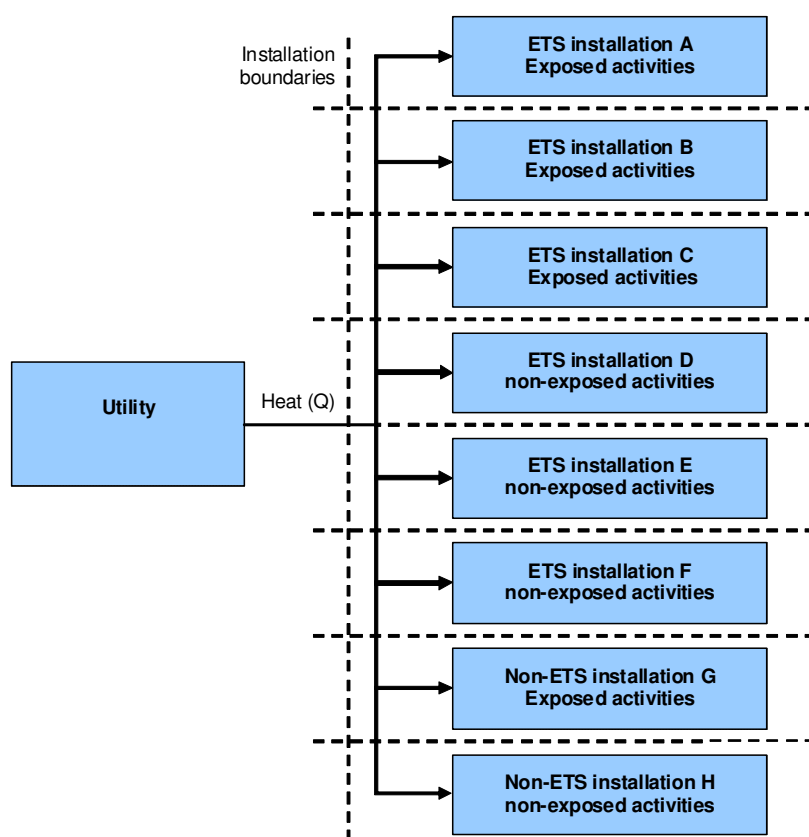 Installation
boundaries
ETS installation A
Exposed activities
ETS installation B
Exposed activities
ETS installation C
Exposed activities
ETS installation D
non-exposed activities
Utility
Heat (Q)
ETS installation E
non-exposed activities
ETS installation F
non-exposed activities
Non-ETS installation G
Exposed activities
Non-ETS installation H
non-exposed activities